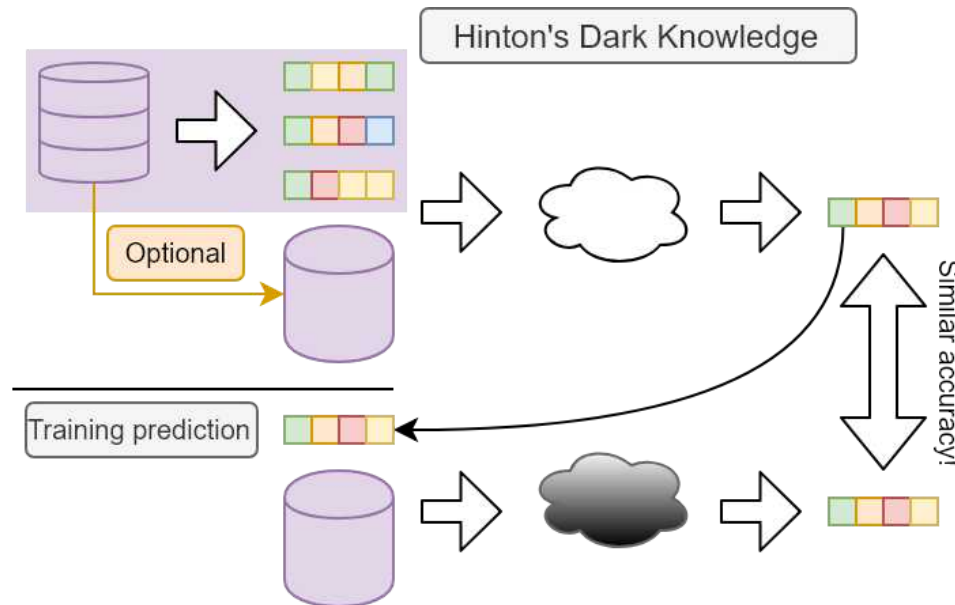 Hinton's Dark Knowledge
Optional
Similar accuracy!
Training prediction